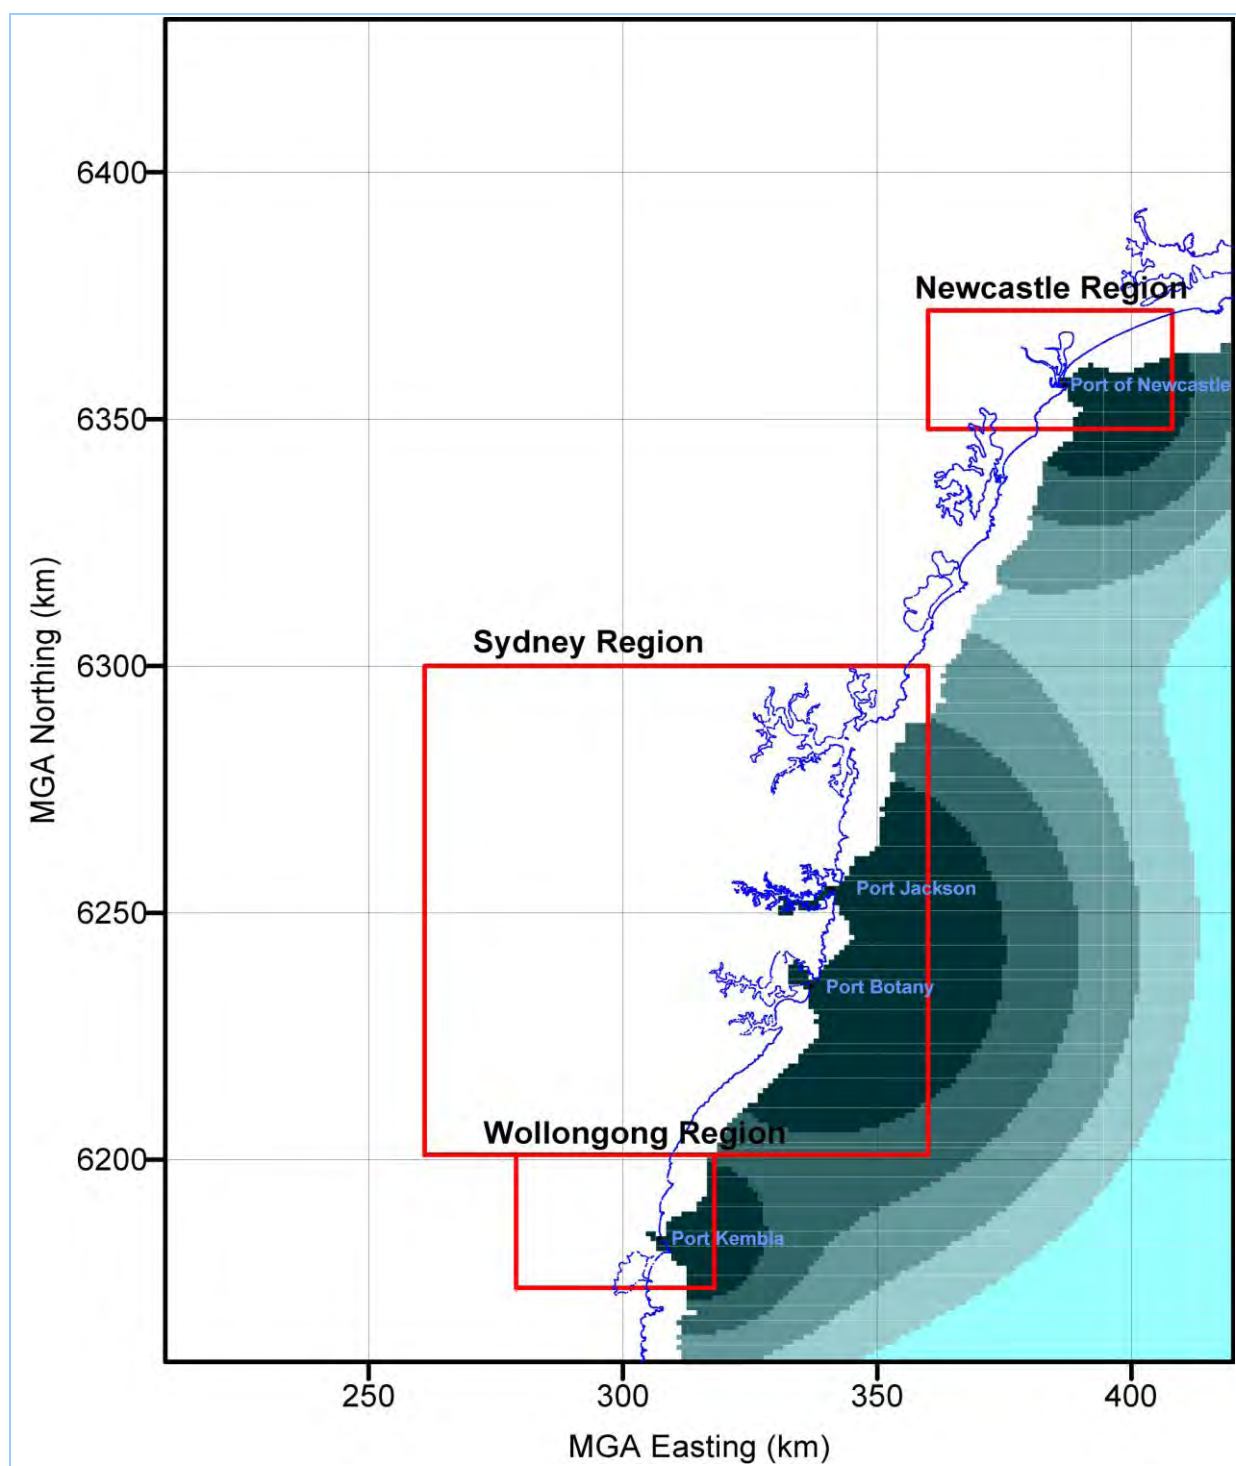 6400
Newcastle Region
Port of Newcastle
6350
Sydney Region
6300
MGA Northing (km)
Port Jackson
6250
Port Botany
Wollongong Region
6200
Port Kembla
250
300
350
400
MGA Easting (km)